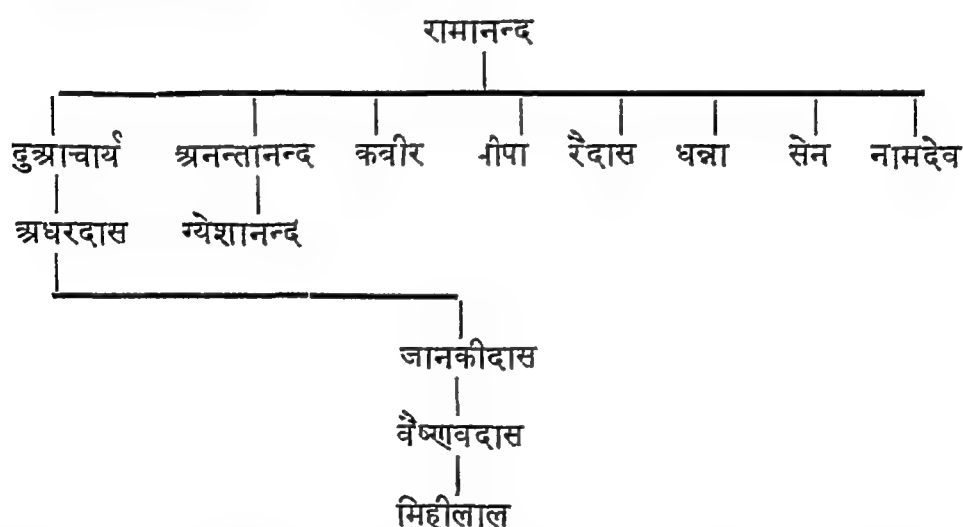 रामानन्द
दुआचार्य अनन्तानन्द कबीर पीपा रैदास धन्ना सेन नामदेव
अधरदास ग्येशानन्द
जानकीदास
वैष्णवदास
मिहीलाल